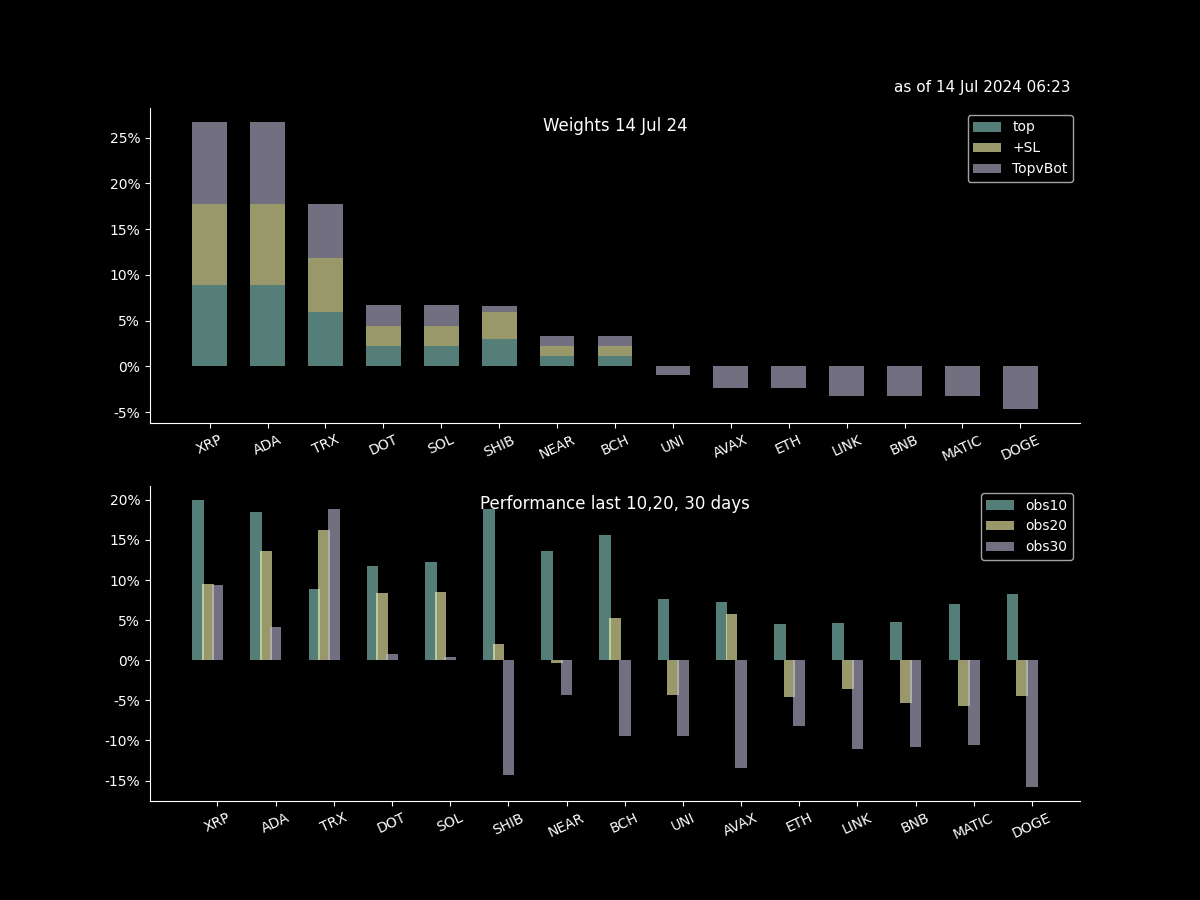 as of 14 Jul 2024 06:23
Weights 14 Jul 24
top
+SL
TopvBot
25%
20%
15%
10%
5%
0%
-5%
XRP ADA TRX DOT SOL SHIB NEAR BCH UNI AVAX ETH LINK BNB MATIC DOGE
Performance last 10,20, 30 days
obs10
obs20
obs30
20%
15%
10%
5%
0%
-5%
-10%
-15%
XRP ADA TRX DOT SOL SHIB NEAR BCH UNI AVAX ETH LINK BNB MATIC DOGE